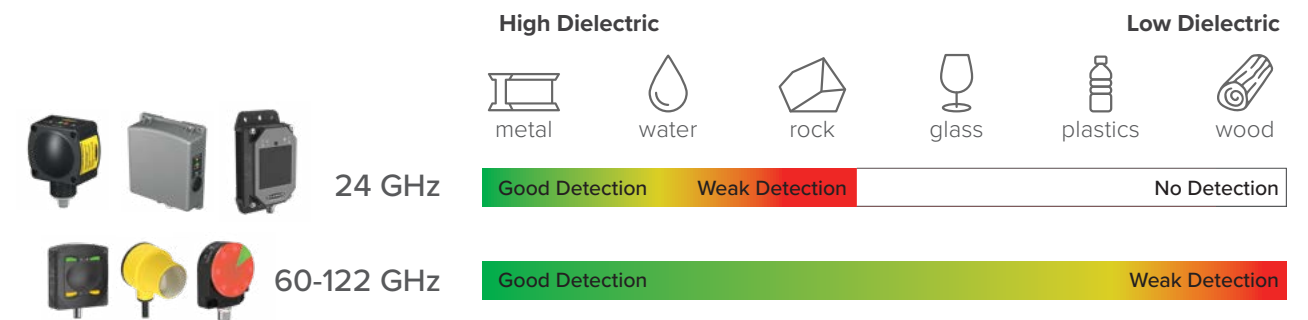 High Dielectric Low Dielectric
metal water rock glass plastics wood
24 GHz Good Detection Weak Detection No Detection
60-122 GHz Good Detection Weak Detection